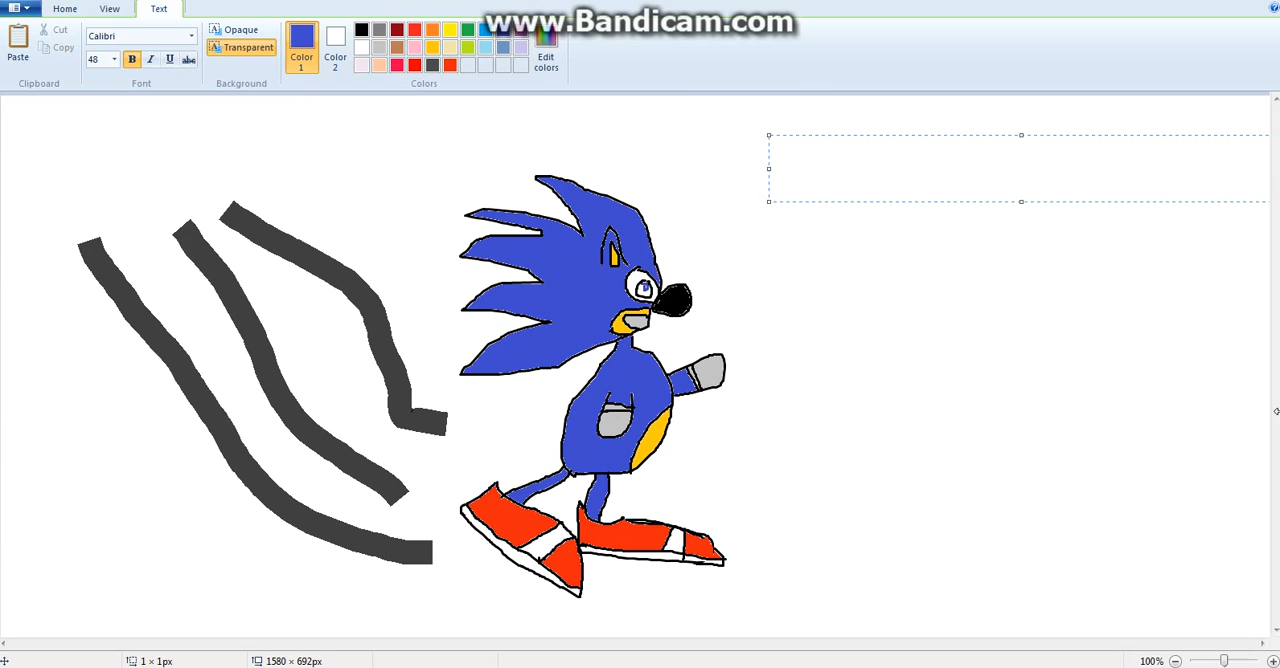 www.Bandicam.com
Home View Text
Paste Cut Copy Clipboard
Calibri 48 B I U abc Font
Opaque Transparent Background
Color 1 Color 2 Edit colors Colors
1 × 1px 1580 × 692px 100%